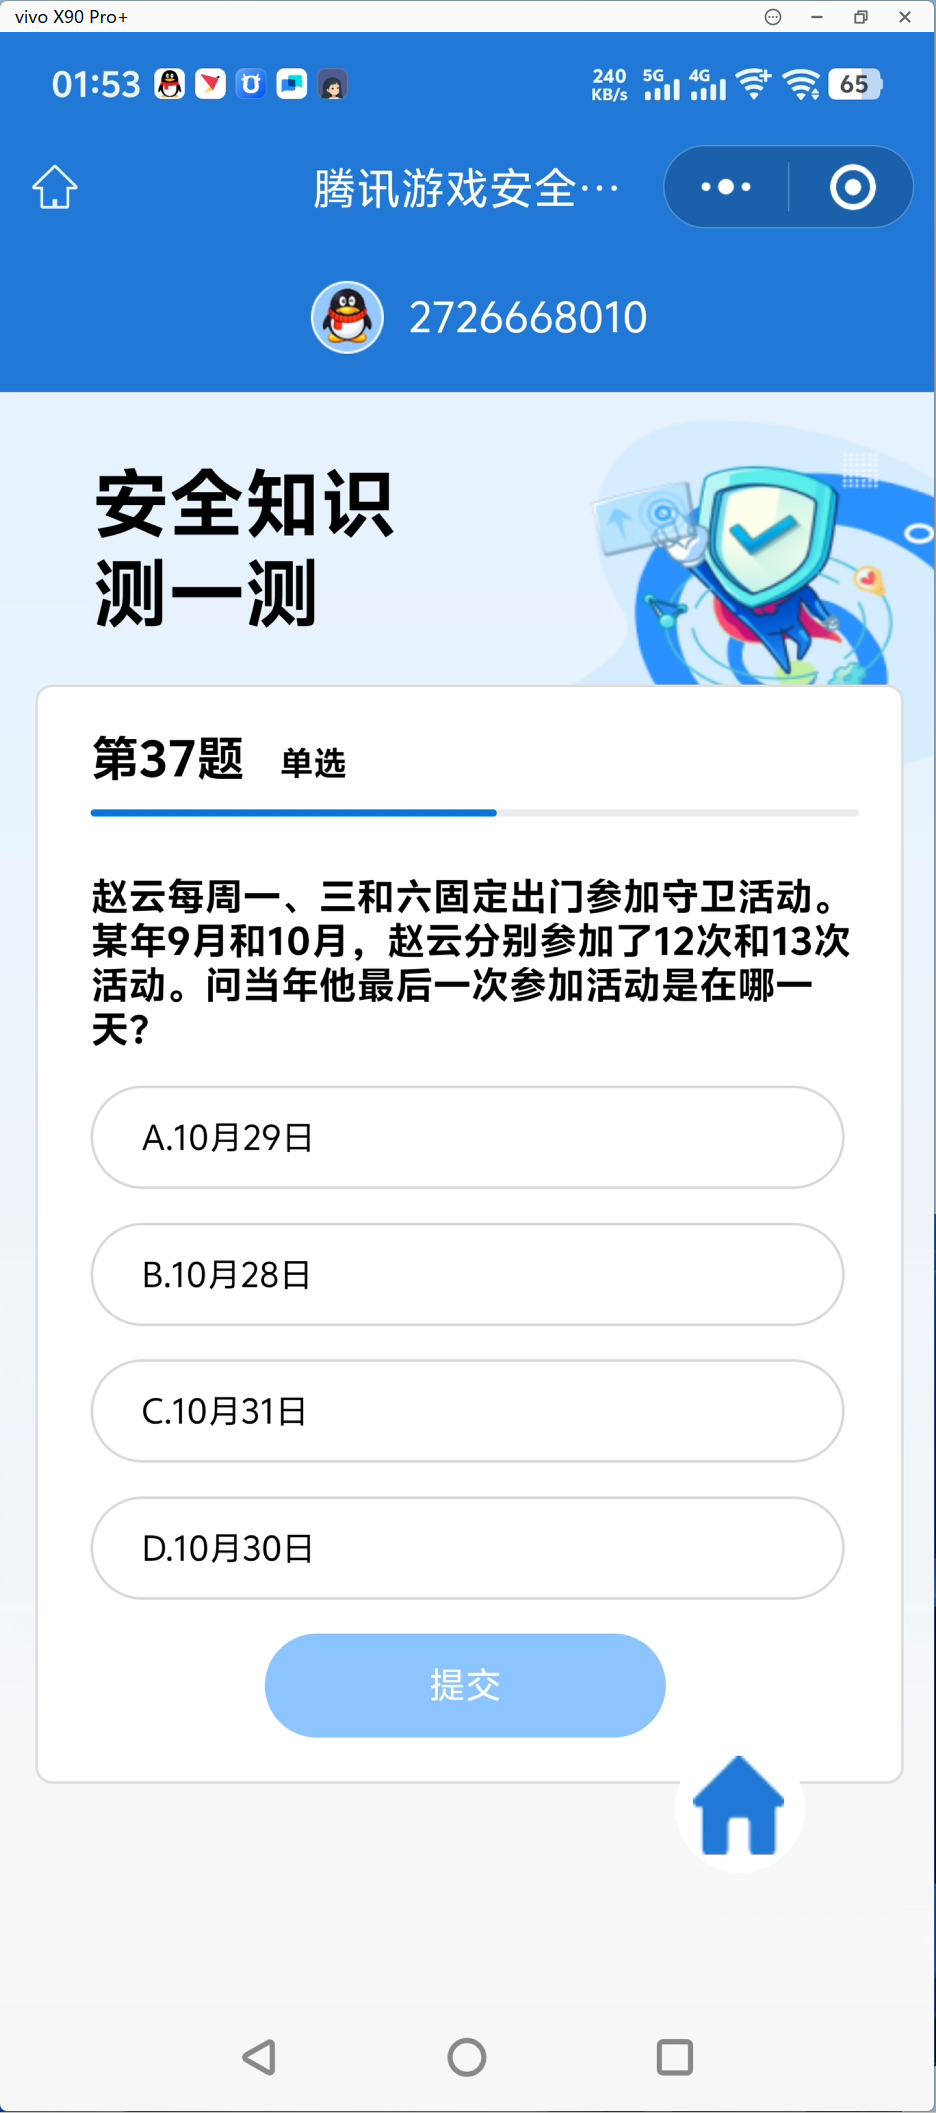 vivo X90 Pro+
01:53
240 KB/s 5G 4G 65
腾讯游戏安全…
2726668010
安全知识
测一测
第37题 单选
赵云每周一、三和六固定出门参加守卫活动。
某年9月和10月，赵云分别参加了12次和13次
活动。问当年他最后一次参加活动是在哪一
天？
A.10月29日
B.10月28日
C.10月31日
D.10月30日
提交